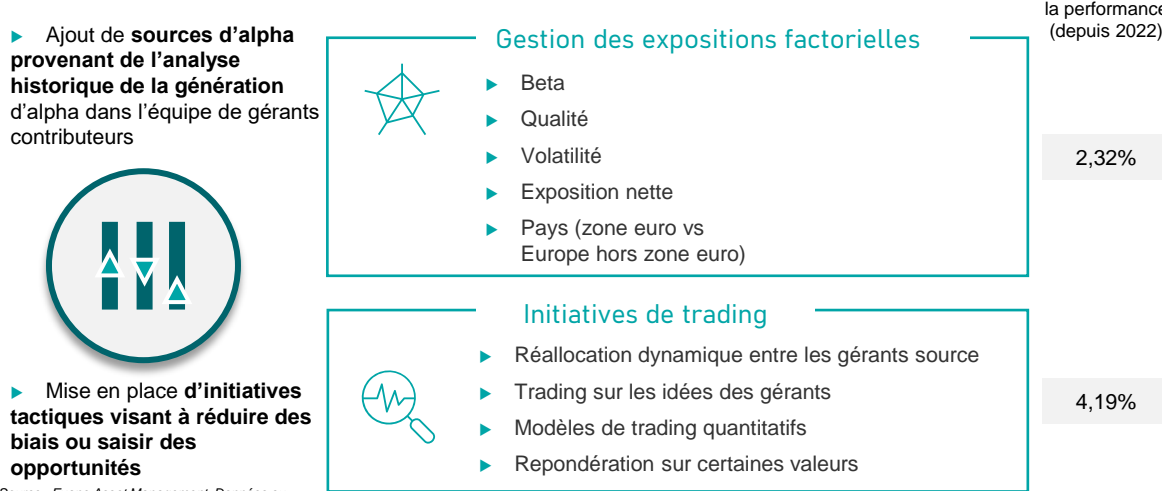 la performance
(depuis 2022)
► Ajout de sources d'alpha
provenant de l'analyse
historique de la génération
d'alpha dans l'équipe de gérants
contributeurs
► Mise en place d'initiatives
tactiques visant à réduire des
biais ou saisir des
opportunités
Gestion des expositions factorielles
► Beta
► Qualité
► Volatilité
► Exposition nette
► Pays (zone euro vs
Europe hors zone euro)
2,32%
Initiatives de trading
► Réallocation dynamique entre les gérants source
► Trading sur les idées des gérants
► Modèles de trading quantitatifs
► Repondération sur certaines valeurs
4,19%